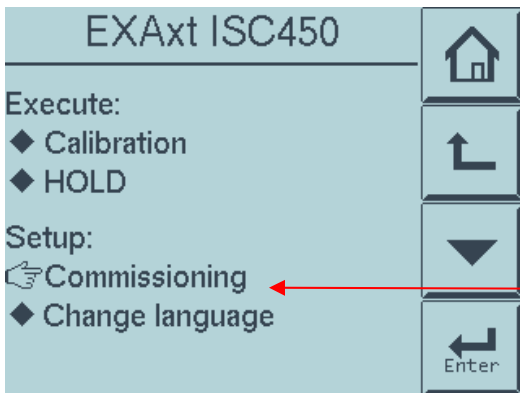 EXAxt ISC450
Execute:
Calibration
HOLD
Setup:
Commissioning
Change language
Enter